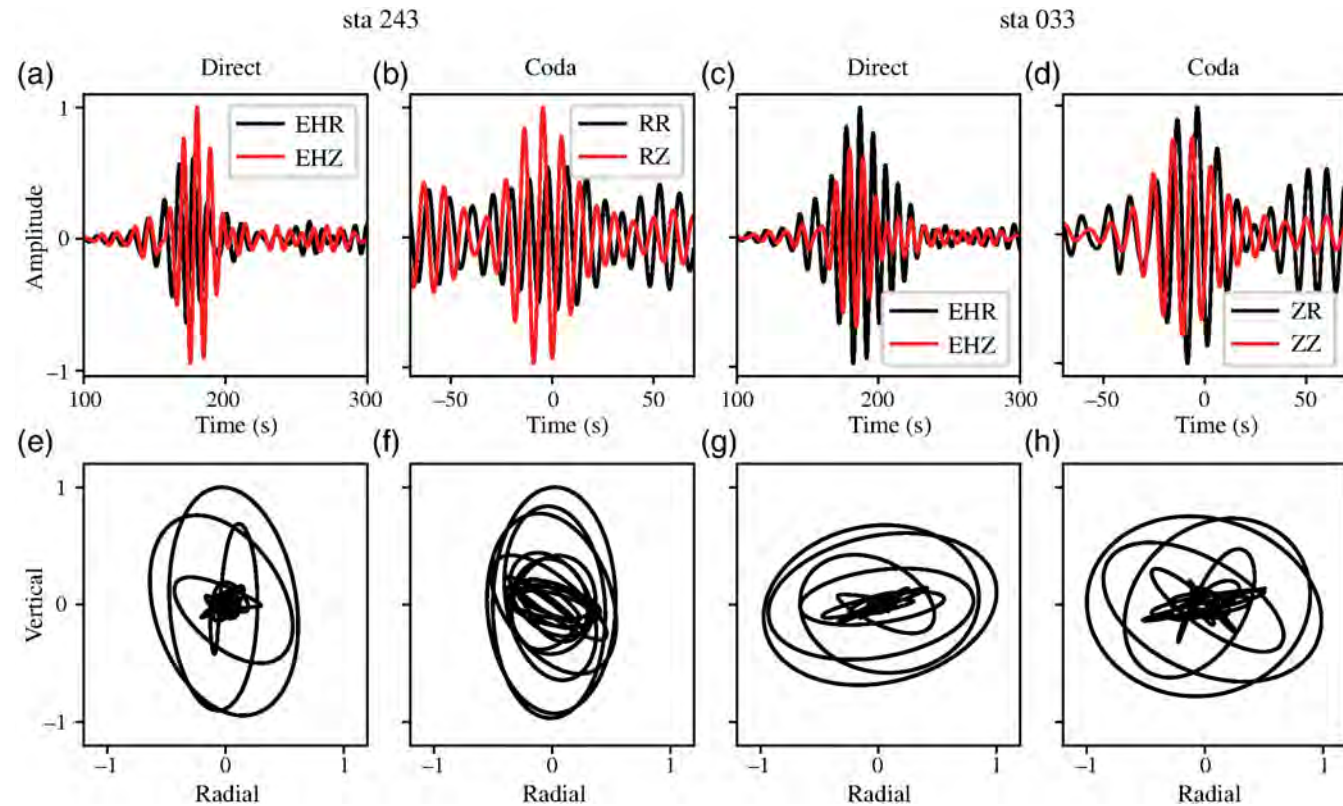 sta 243
sta 033
(a) Direct
(b) Coda
(c) Direct
(d) Coda
1
0
−1
Amplitude
EHR
EHZ
RR
RZ
EHR
EHZ
ZR
ZZ
100 200 300
−50 0 50
100 200 300
−50 0 50
Time (s)
Time (s)
Time (s)
Time (s)
(e)
(f)
(g)
(h)
1
0
−1
Vertical
−1 0 1
−1 0 1
−1 0 1
−1 0 1
Radial
Radial
Radial
Radial